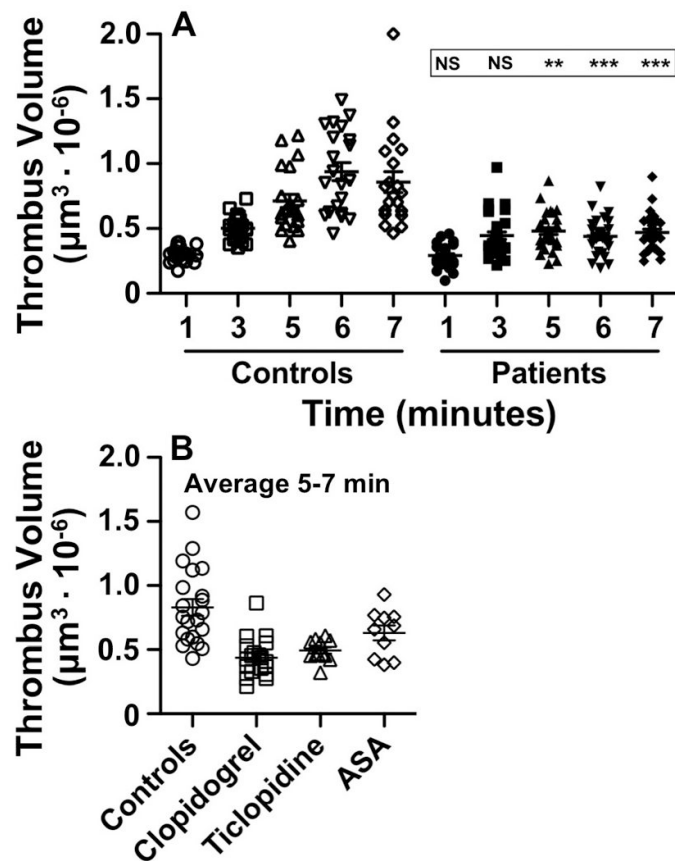 A
Thrombus Volume
(µm³ · 10⁻⁶)
2.0
1.5
1.0
0.5
0
NS NS ** *** ***
1 3 5 6 7 1 3 5 6 7
Controls Patients
Time (minutes)
B
Average 5-7 min
Thrombus Volume
(µm³ · 10⁻⁶)
2.0
1.5
1.0
0.5
0
Controls
Clopidogrel
Ticlopidine
ASA